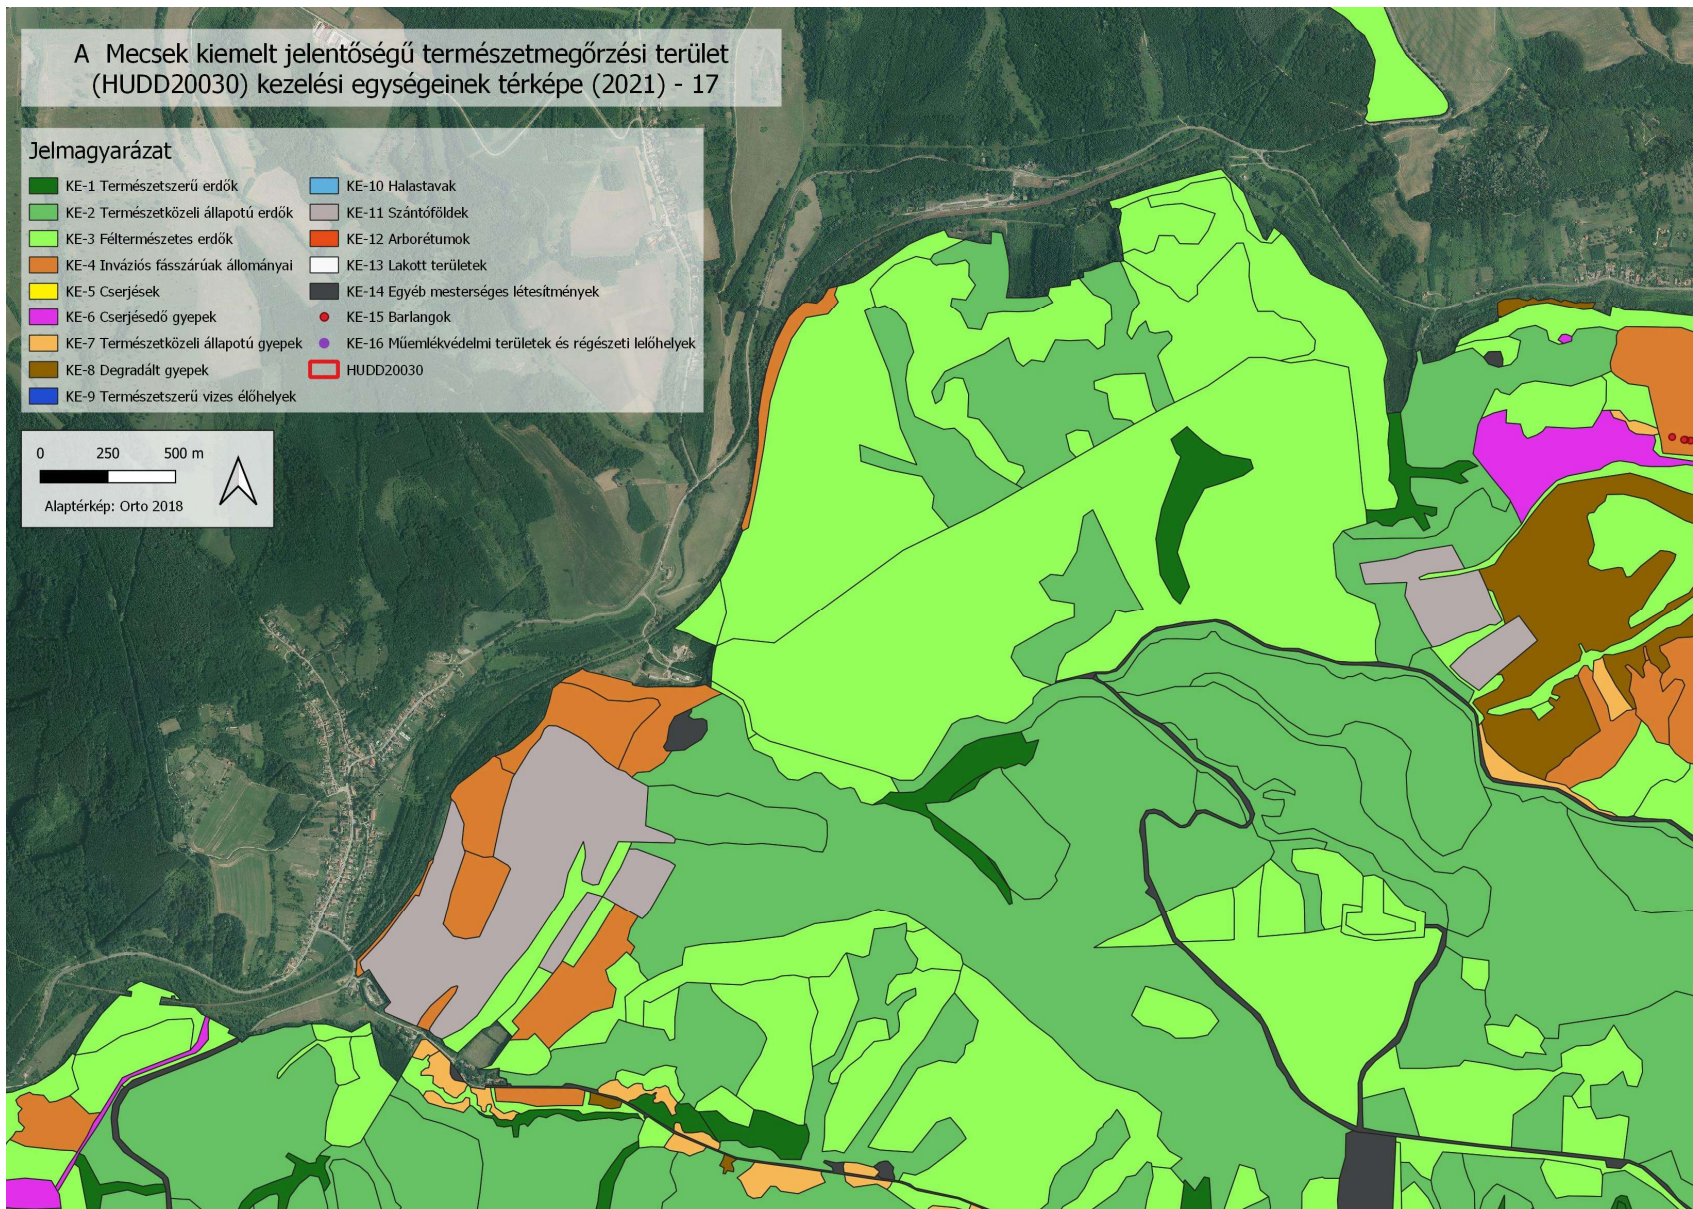 A Mecsek kiemelt jelentőségű természetmegőrzési terület
(HUDD20030) kezelési egységeinek térképe (2021) - 17
Jelmagyarázat
KE-1 Természetszerű erdők
KE-2 Természetközeli állapotú erdők
KE-3 Féltermészetes erdők
KE-4 Inváziós fásszárúak állományai
KE-5 Cserjések
KE-6 Cserjésedő gyepek
KE-7 Természetközeli állapotú gyepek
KE-8 Degradált gyepek
KE-9 Természetszerű vizes élőhelyek
KE-10 Halastavak
KE-11 Szántóföldek
KE-12 Arborétumok
KE-13 Lakott területek
KE-14 Egyéb mesterséges létesítmények
KE-15 Barlangok
KE-16 Műemlékvédelmi területek és régészeti lelőhelyek
HUDD20030
0 250 500 m
Alaptérkép: Orto 2018